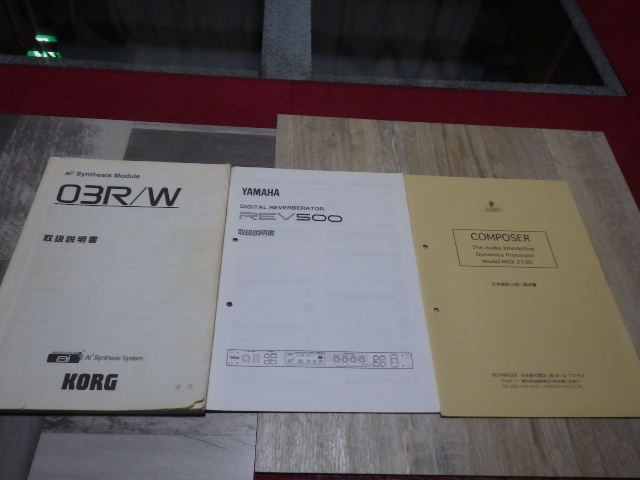 ai² Synthesis Module
03R/W
取扱説明書
ai
AI² Synthesis System
KORG
YAMAHA
DIGITAL REVERBERATOR
REV500
取扱説明書
COMPOSER
The Audio Interactive
Dynamics Processor
Model MDX 2100